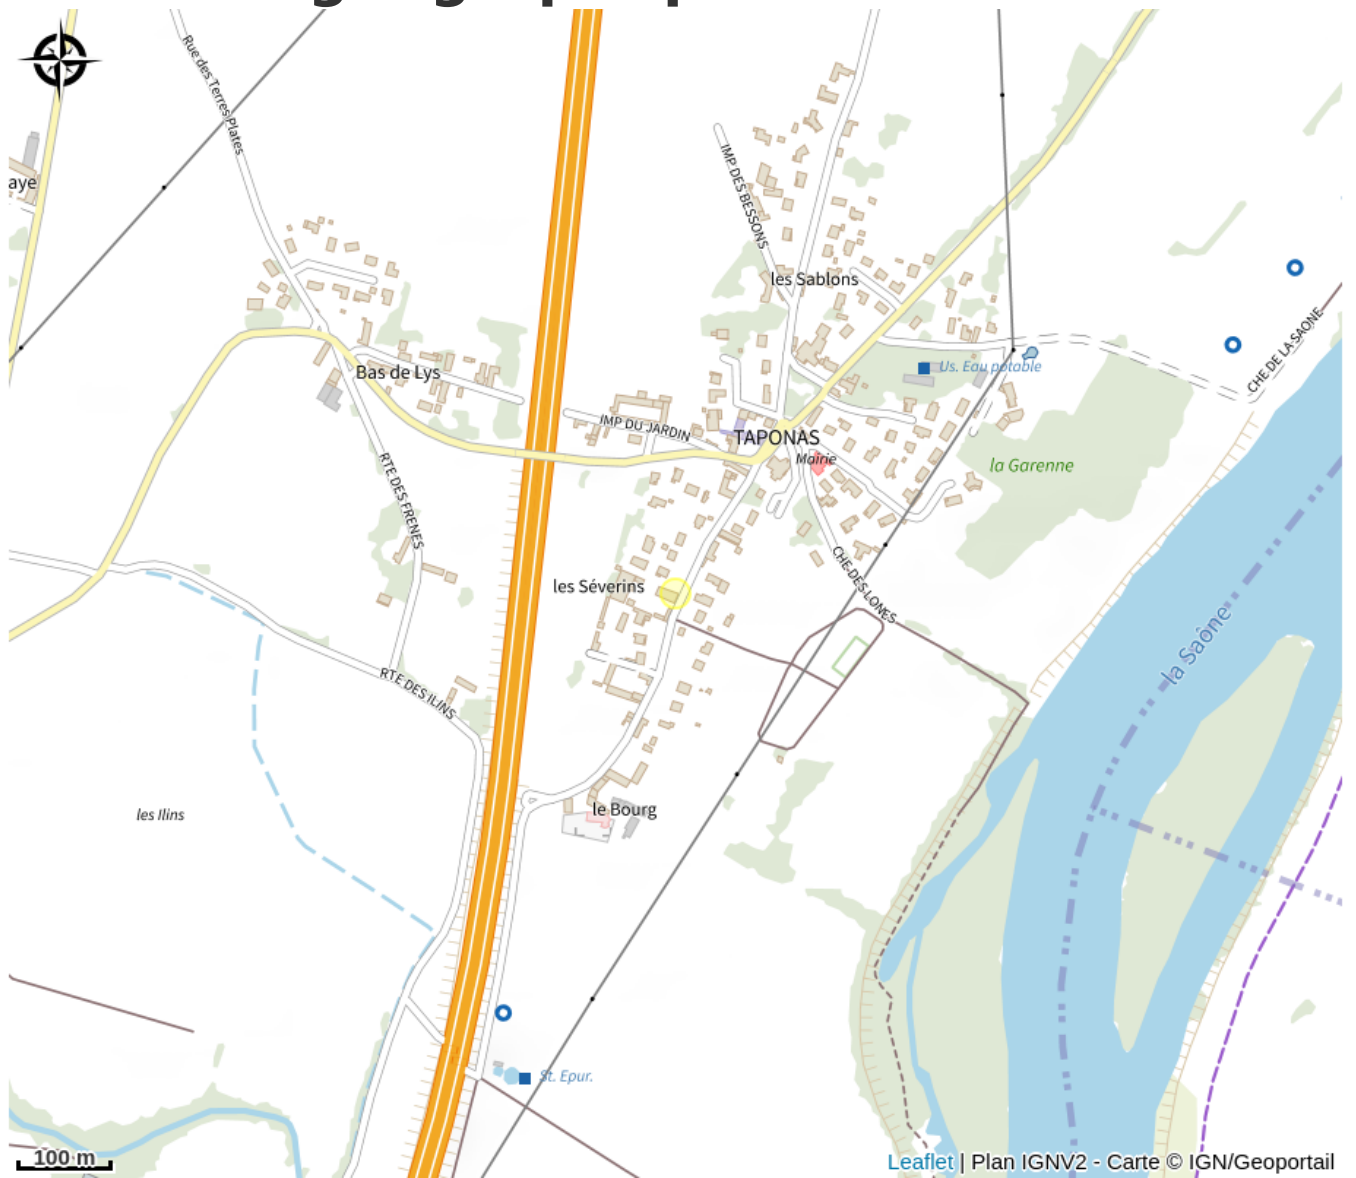 Rue des Terres Plates
aye
IMP DES BESSONS
les Sablons
CHE DE LA SAONE
Us. Eau potable
Bas de Lys
IMP DU JARDIN
TAPONAS
Mairie
la Garenne
RTE DES FRENES
CHE DES LONES
les Séverins
la Saône
RTE DES ILINS
les Ilins
le Bourg
St. Epur.
100 m
Leaflet | Plan IGNV2 - Carte © IGN/Geoportail